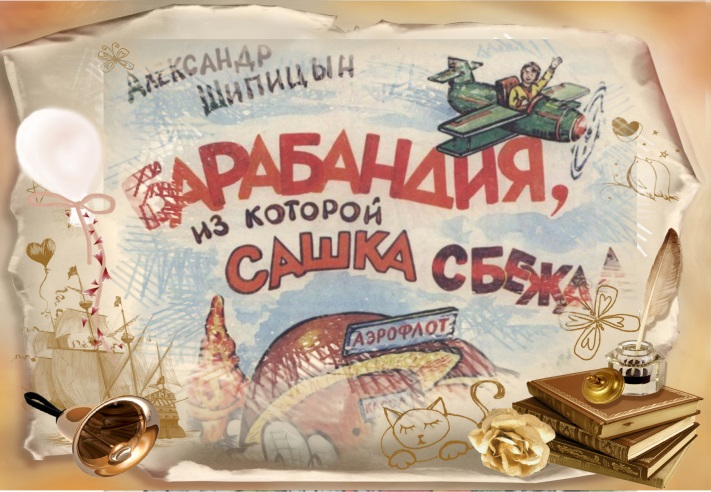 АЛЕКСАНДР
ШИПИЦЫН
БАРАБАНДИЯ,
ИЗ КОТОРОЙ
САШКА СБЕЖА
АЭРОФЛОТ